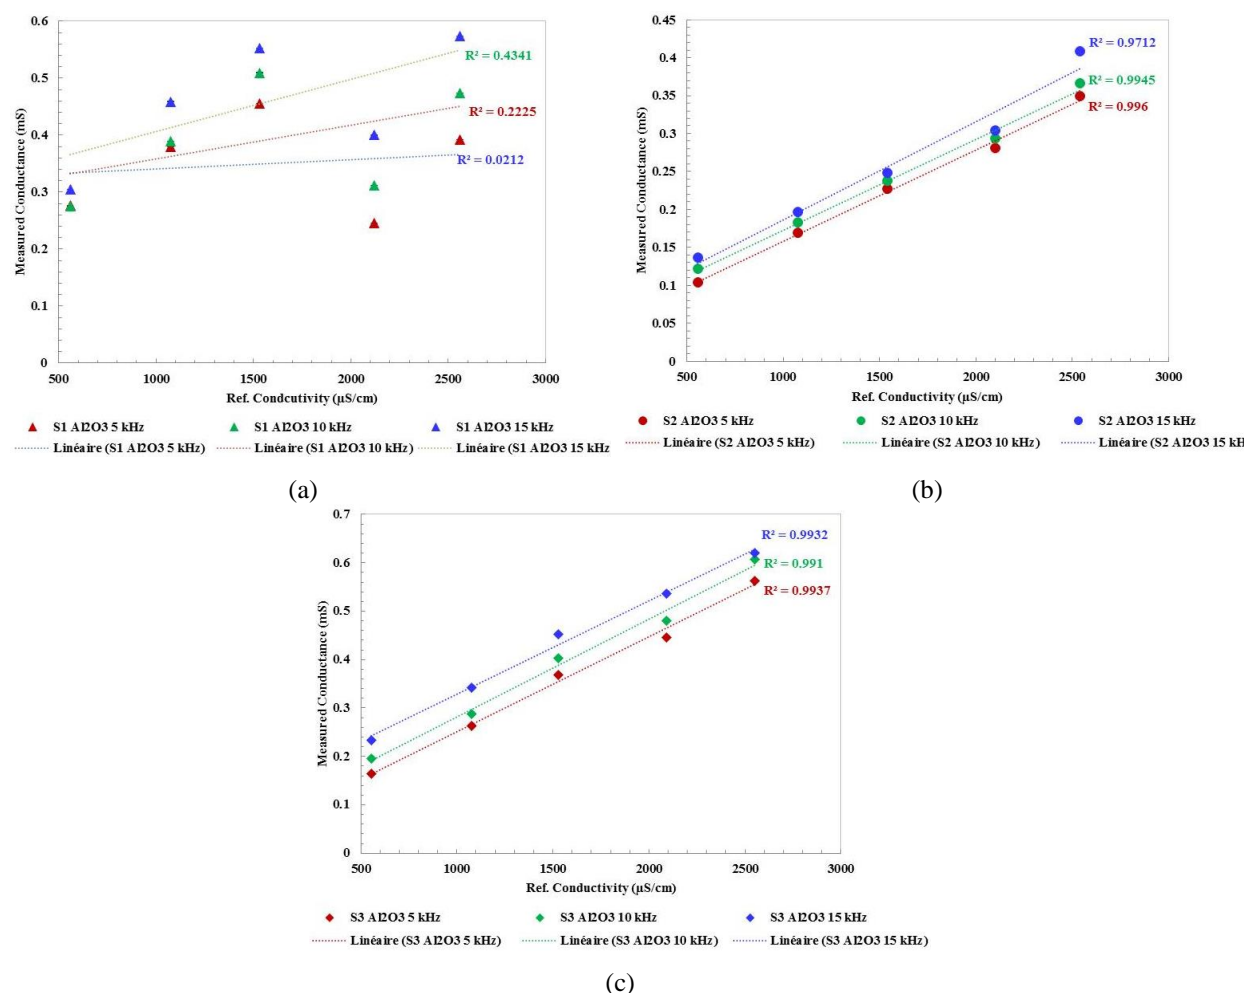 0.6
0.5
0.4
0.3
0.2
0.1
0
Measured Conductance (mS)
R² = 0.4341
R² = 0.2225
R² = 0.0212
500 1000 1500 2000 2500 3000
Ref. Condcutivity (µS/cm)
S1 Al2O3 5 kHz S1 Al2O3 10 kHz S1 Al2O3 15 kHz
Linéaire (S1 Al2O3 5 kHz) Linéaire (S1 Al2O3 10 kHz) Linéaire (S1 Al2O3 15 kHz)
(a)
0.45
0.4
0.35
0.3
0.25
0.2
0.15
0.1
0.05
0
Measured Conductance (mS)
R² = 0.9712
R² = 0.9945
R² = 0.996
500 1000 1500 2000 2500 3000
Ref. Conductivity (µS/cm)
S2 Al2O3 5 kHz S2 Al2O3 10 kHz S2 Al2O3 15 kHz
Linéaire (S2 Al2O3 5 kHz) Linéaire (S2 Al2O3 10 kHz) Linéaire (S2 Al2O3 15 kH
(b)
0.7
0.6
0.5
0.4
0.3
0.2
0.1
0
Measured Conductance (mS)
R² = 0.9932
R² = 0.991
R² = 0.9937
500 1000 1500 2000 2500 3000
Ref. Conductivity (µS/cm)
S3 Al2O3 5 kHz S3 Al2O3 10 kHz S3 Al2O3 15 kHz
Linéaire (S3 Al2O3 5 kHz) Linéaire (S3 Al2O3 10 kHz) Linéaire (S3 Al2O3 15 kHz)
(c)